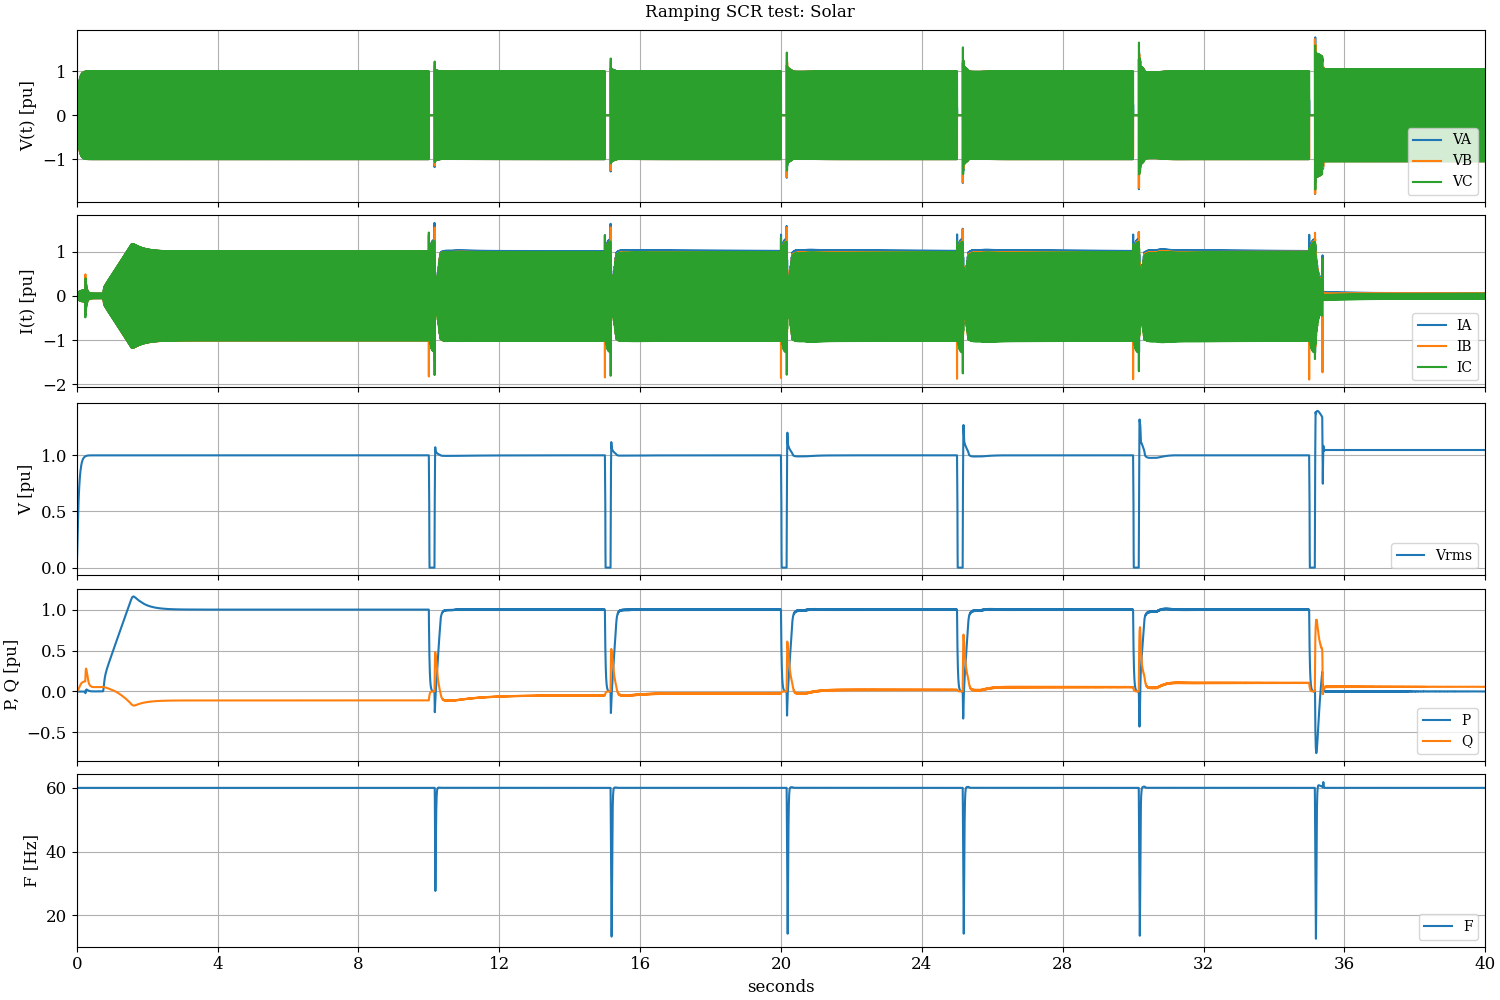 Ramping SCR test: Solar
V(t) [pu]
1
0
−1
VA
VB
VC
I(t) [pu]
1
0
−1
−2
IA
IB
IC
V [pu]
1.0
0.5
0.0
Vrms
P, Q [pu]
1.0
0.5
0.0
−0.5
P
Q
F [Hz]
60
40
20
F
0 4 8 12 16 20 24 28 32 36 40
seconds